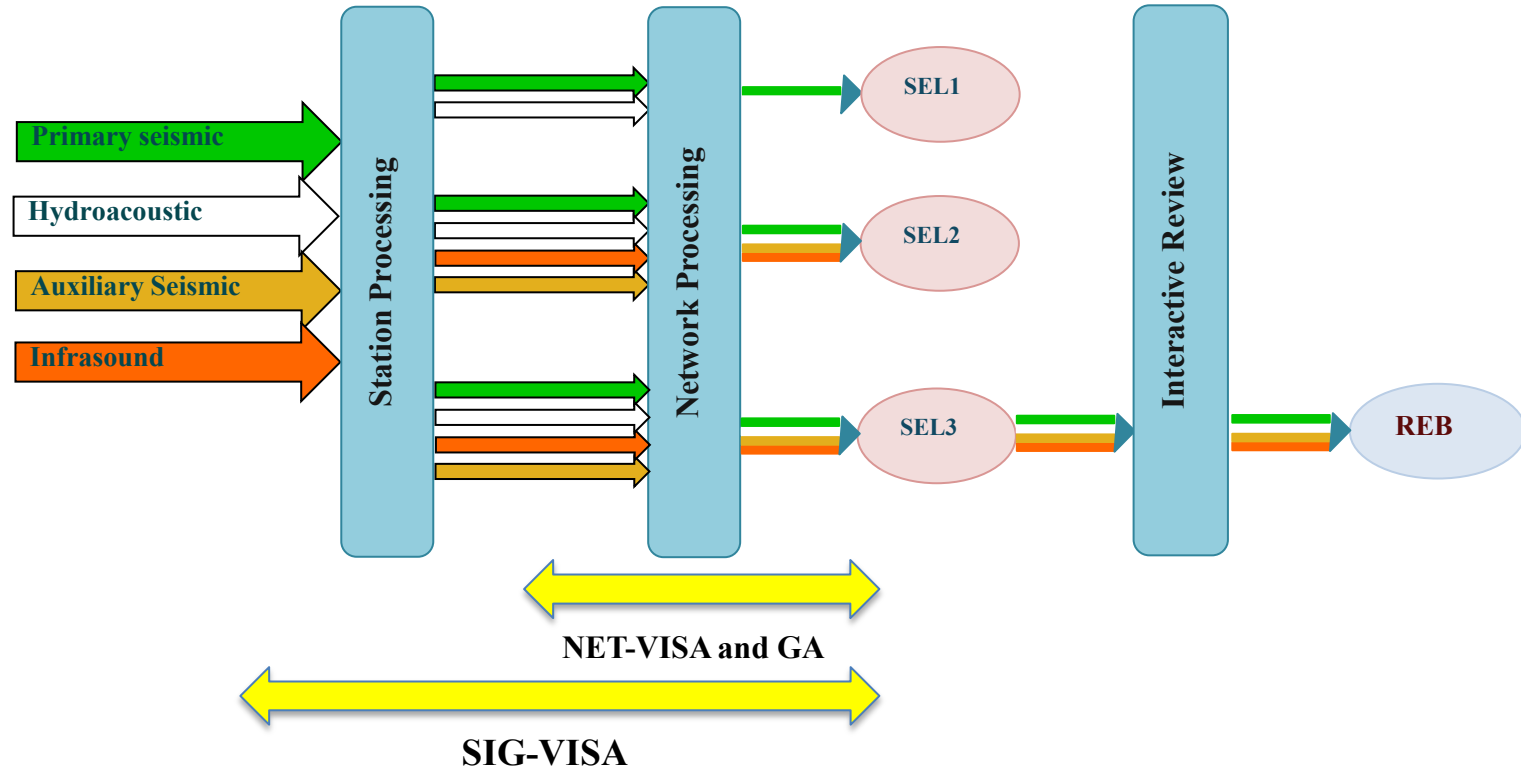 Primary seismic
Hydroacoustic
Auxiliary Seismic
Infrasound
Station Processing
Network Processing
SEL1
SEL2
SEL3
Interactive Review
REB
NET-VISA and GA
SIG-VISA